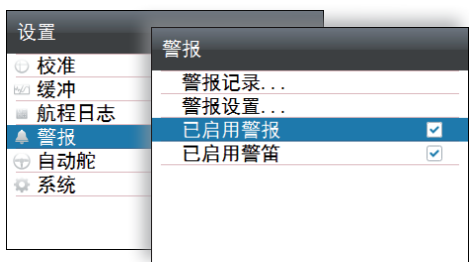 设置
校准
缓冲
航程日志
警报
自动舵
系统
警报
警报记录...
警报设置...
已启用警报
已启用警笛